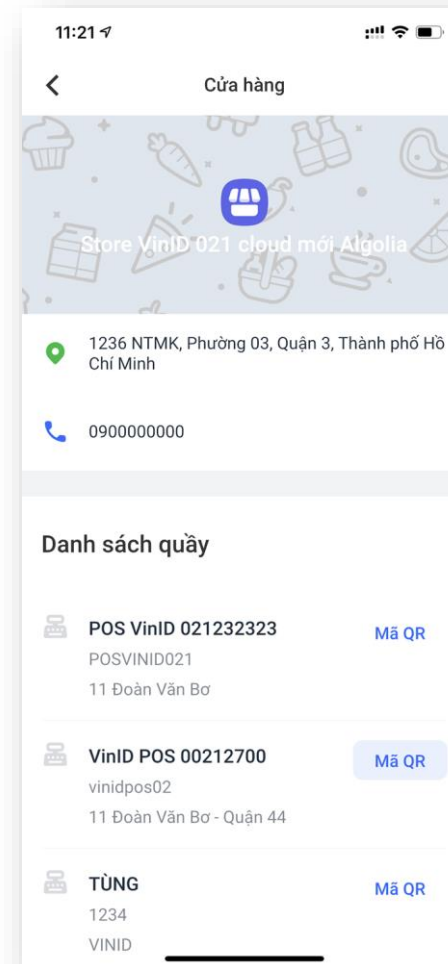 11:21
Cửa hàng
Store VinID 021 cloud mới Algolia
1236 NTMK, Phường 03, Quận 3, Thành phố Hồ
Chí Minh
0900000000
Danh sách quầy
POS VinID 021232323
Mã QR
POSVINID021
11 Đoàn Văn Bơ
VinID POS 00212700
Mã QR
vinidpos02
11 Đoàn Văn Bơ - Quận 44
TÙNG
Mã QR
1234
VINID